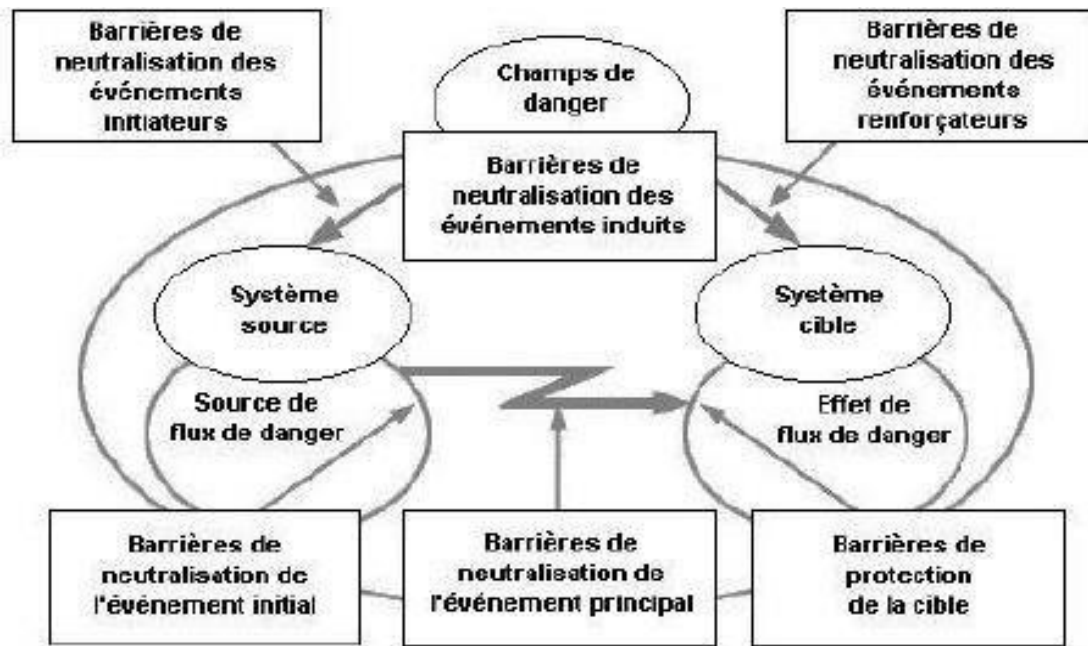 Barrières de
neutralisation des
événements
initiateurs
Champs de
danger
Barrières de
neutralisation des
événements
renforçateurs
Barrières de
neutralisation des
événements induits
Système
source
Système
cible
Source de
flux de danger
Effet de
flux de danger
Barrières de
neutralisation de
l'événement initial
Barrières de
neutralisation de
l'événement principal
Barrières de
protection
de la cible